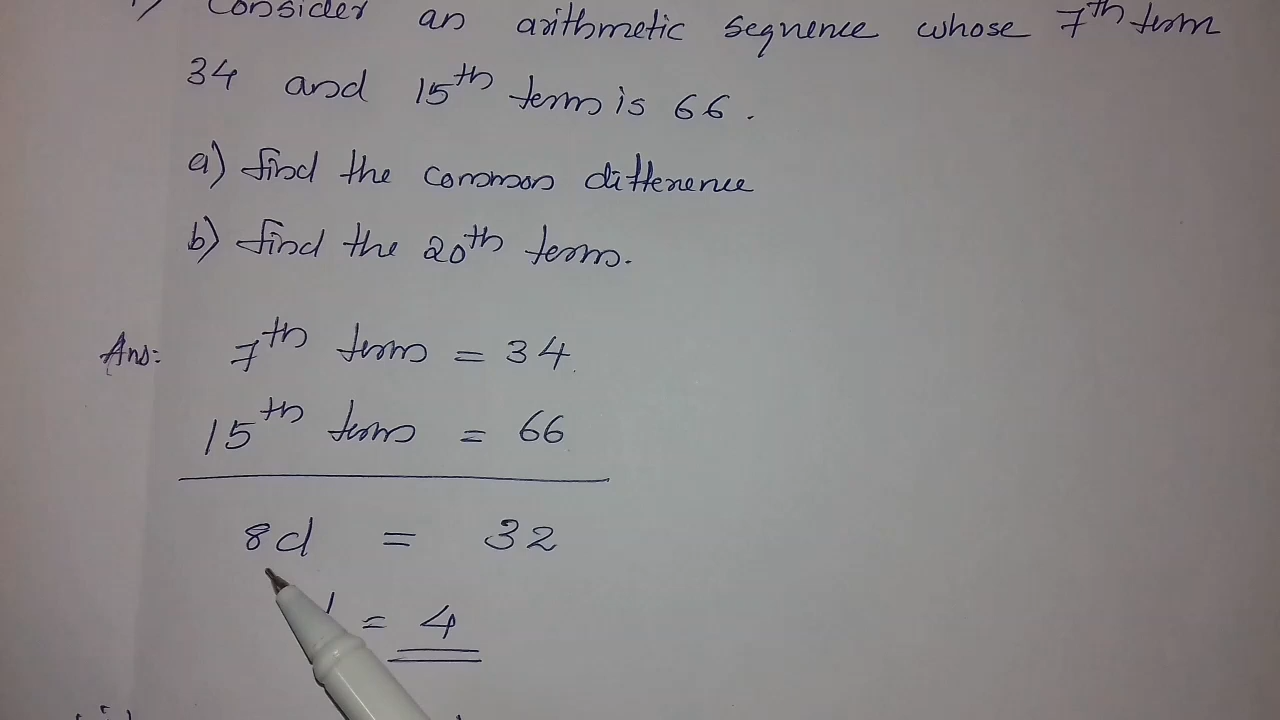 Consider an arithmetic sequence whose 7th term
34 and 15th term is 66.
a) find the common difference
b) find the 20th term.
Ans: 7th term = 34
15th term = 66
8d = 32
= 4